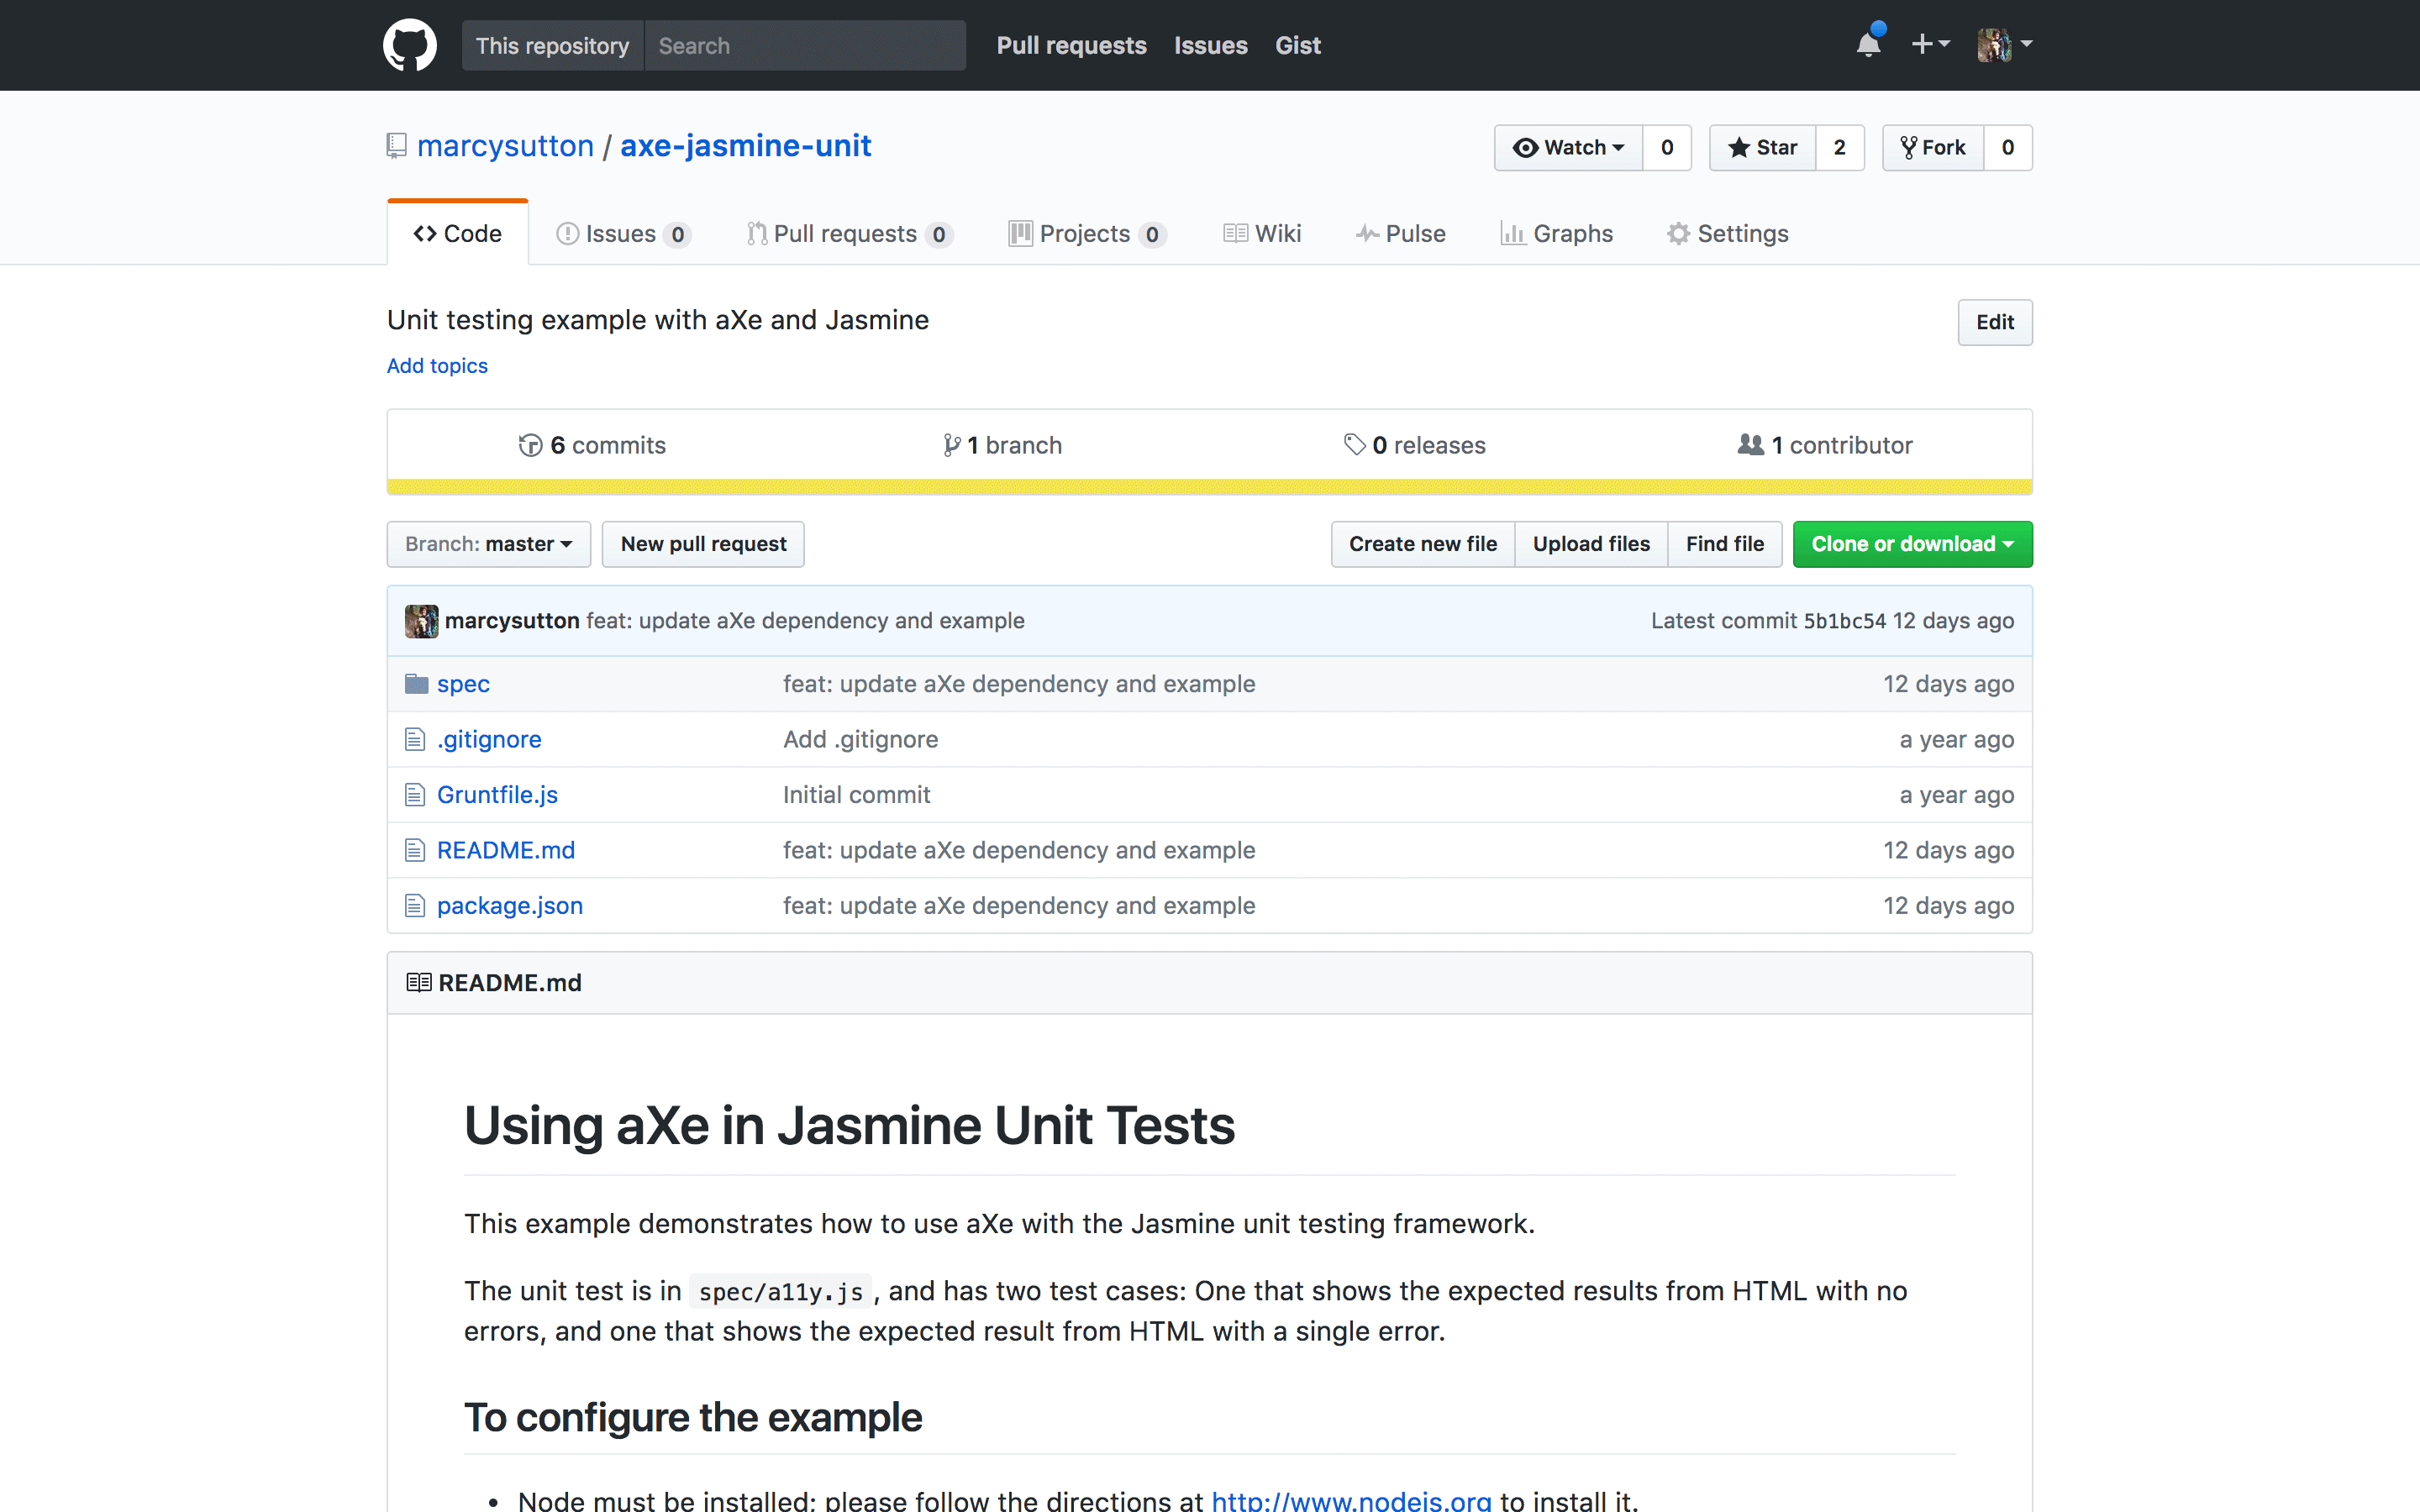 This repository Search Pull requests Issues Gist
marcysutton / axe-jasmine-unit Watch 0 Star 2 Fork 0
Code Issues 0 Pull requests 0 Projects 0 Wiki Pulse Graphs Settings
Unit testing example with aXe and Jasmine Edit
Add topics
6 commits 1 branch 0 releases 1 contributor
Branch: master New pull request Create new file Upload files Find file Clone or download
marcysutton feat: update aXe dependency and example Latest commit 5b1bc54 12 days ago
spec feat: update aXe dependency and example 12 days ago
.gitignore Add .gitignore a year ago
Gruntfile.js Initial commit a year ago
README.md feat: update aXe dependency and example 12 days ago
package.json feat: update aXe dependency and example 12 days ago
README.md
Using aXe in Jasmine Unit Tests
This example demonstrates how to use aXe with the Jasmine unit testing framework.
The unit test is in spec/a11y.js, and has two test cases: One that shows the expected results from HTML with no
errors, and one that shows the expected result from HTML with a single error.
To configure the example
• Node must be installed; please follow the directions at http://www.nodejs.org to install it.